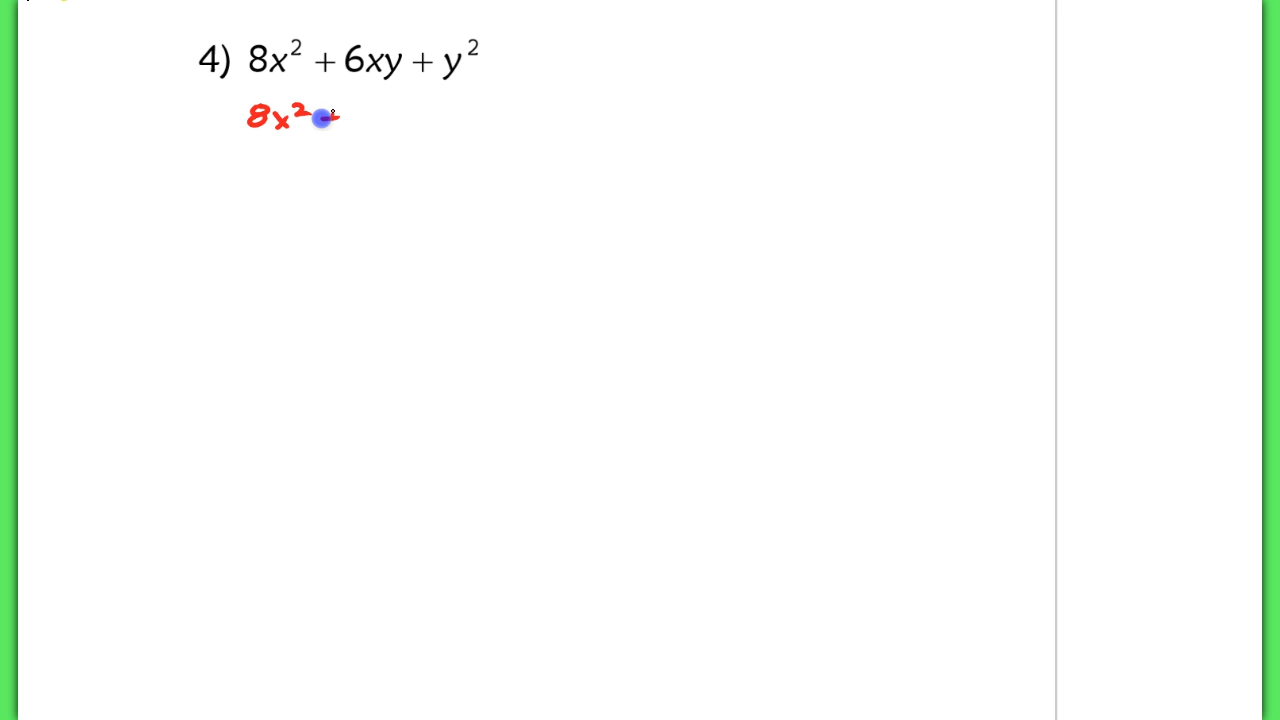 4) 8x² + 6xy + y²
8x²